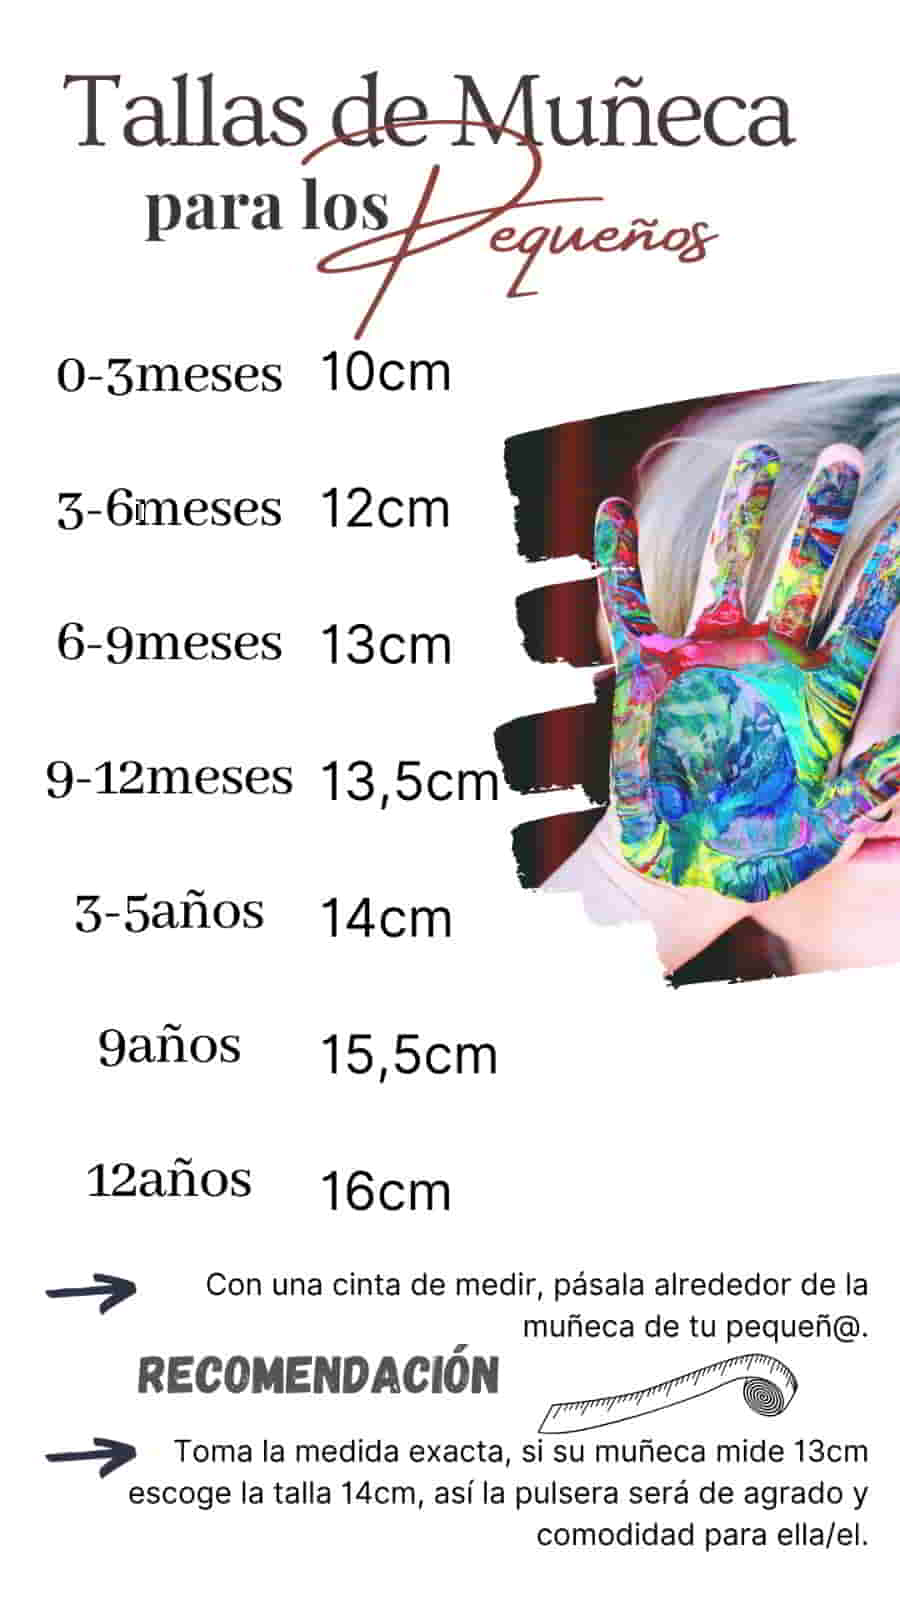 Tallas de Muñeca
para los Pequeños
0-3meses 10cm
3-6meses 12cm
6-9meses 13cm
9-12meses 13,5cm
3-5años 14cm
9años 15,5cm
12años 16cm
Con una cinta de medir, pásala alrededor de la
muñeca de tu pequeñ@.
RECOMENDACIÓN
Toma la medida exacta, si su muñeca mide 13cm
escoge la talla 14cm, así la pulsera será de agrado y
comodidad para ella/el.